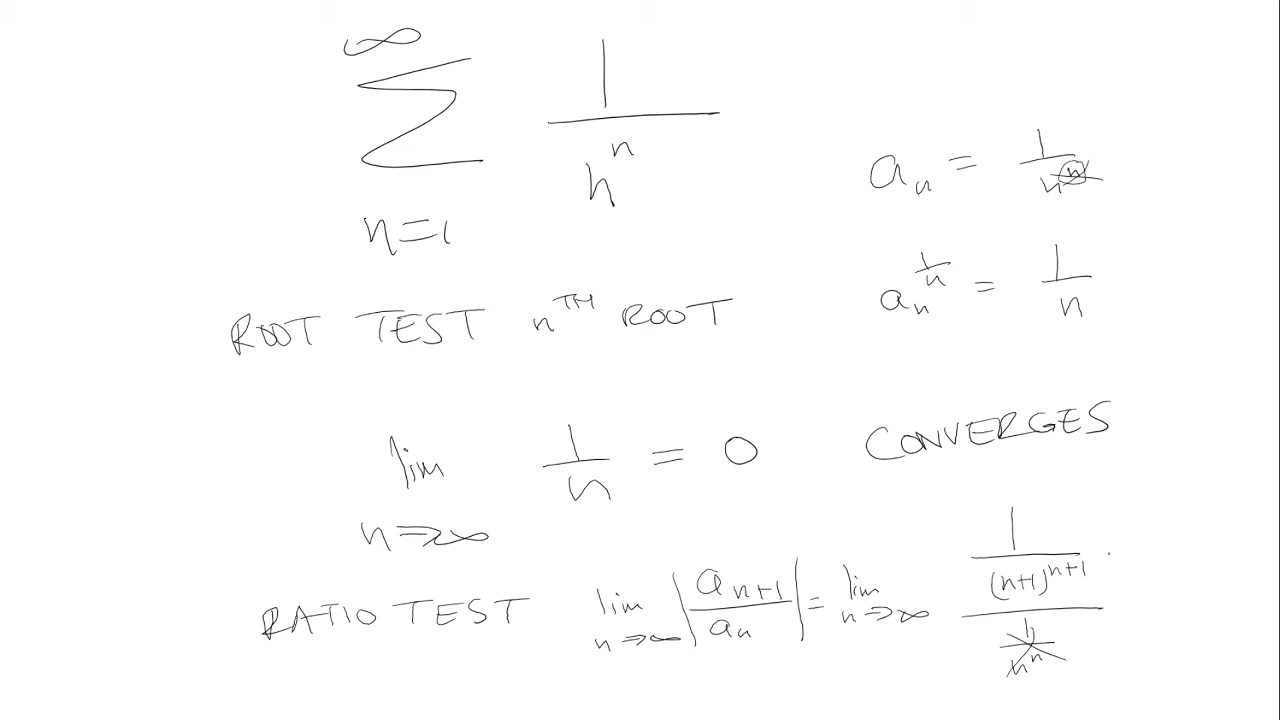 ∞
Σ 1/n^n
n=1
a_n = 1/n^n
a_n^(1/n) = 1/n
ROOT TEST n^TH ROOT
lim 1/n = 0 CONVERGES
n→∞
RATIO TEST lim |a_{n+1}/a_n| = lim (1/(n+1)^{n+1})/(1/n^n)
n→∞ n→∞